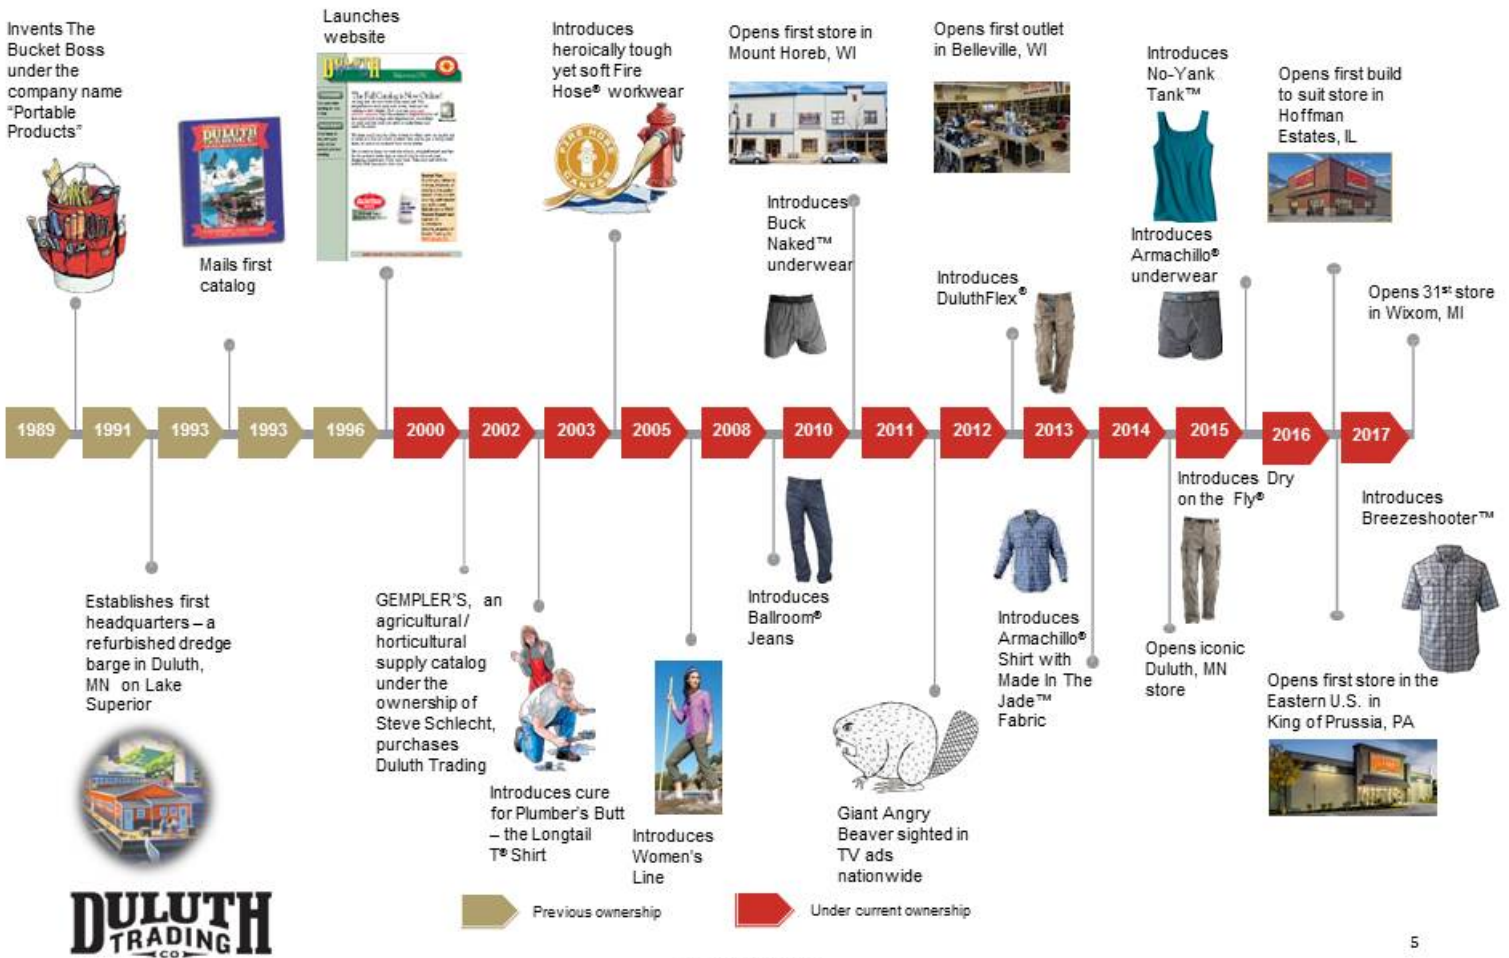 Invents The
Bucket Boss
under the
company name
“Portable
Products”
Mails first
catalog
Launches
website
DULUTH
Introduces
heroically tough
yet soft Fire
Hose® workwear
FIRE HOSE
CANVAS
Opens first store in
Mount Horeb, WI
Introduces
Buck
Naked™
underwear
Opens first outlet
in Belleville, WI
Introduces
DuluthFlex®
Introduces
No-Yank
Tank™
Introduces
Armachillo®
underwear
Opens first build
to suit store in
Hoffman
Estates, IL
Opens 31st store
in Wixom, MI
1989
1991
1993
1993
1996
2000
2002
2003
2005
2008
2010
2011
2012
2013
2014
2015
2016
2017
Establishes first
headquarters – a
refurbished dredge
barge in Duluth,
MN on Lake
Superior
GEMPLER'S, an
agricultural/
horticultural
supply catalog
under the
ownership of
Steve Schlecht,
purchases
Duluth Trading
Introduces cure
for Plumber's Butt
– the Longtail
T® Shirt
Introduces
Women's
Line
Introduces
Ballroom®
Jeans
Giant Angry
Beaver sighted in
TV ads
nationwide
Introduces
Armachillo®
Shirt with
Made In The
Jade™
Fabric
Introduces Dry
on the Fly®
Opens iconic
Duluth, MN
store
Introduces
Breezeshooter™
Opens first store in the
Eastern U.S. in
King of Prussia, PA
DULUTH
DULUTH
TRADING
CO
Previous ownership
Under current ownership
5